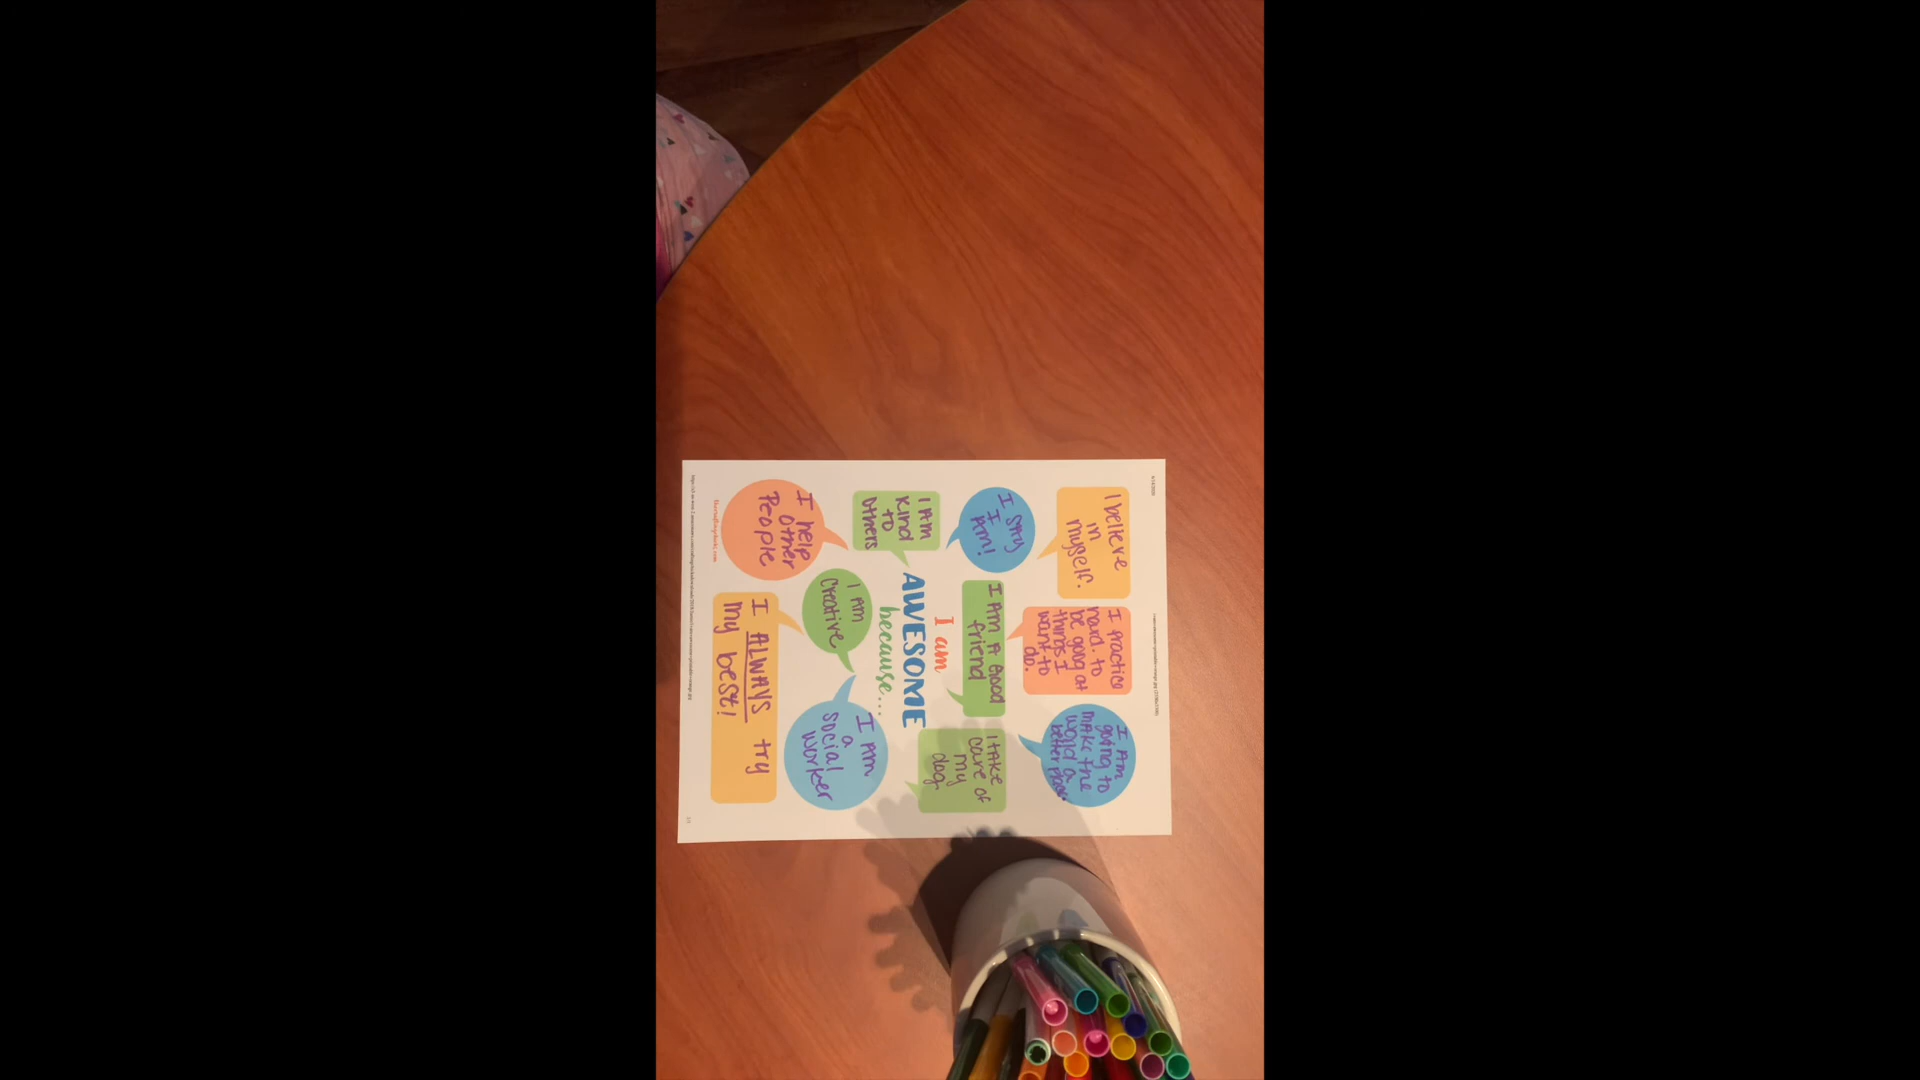 I believe
in
myself.
I practice
hard. to
be good at
things I
want to
do.
I AM
going to
MAKE the
world a
better place.
I SAY
I
AM!
I AM A GOOD
friend
I TAKE
care of
my
dog
I am
AWESOME
because...
I AM
KIND
TO
OTHERS
I AM
creative
I AM
a
social
worker
I help
other
People
I ALWAYS try
my best!